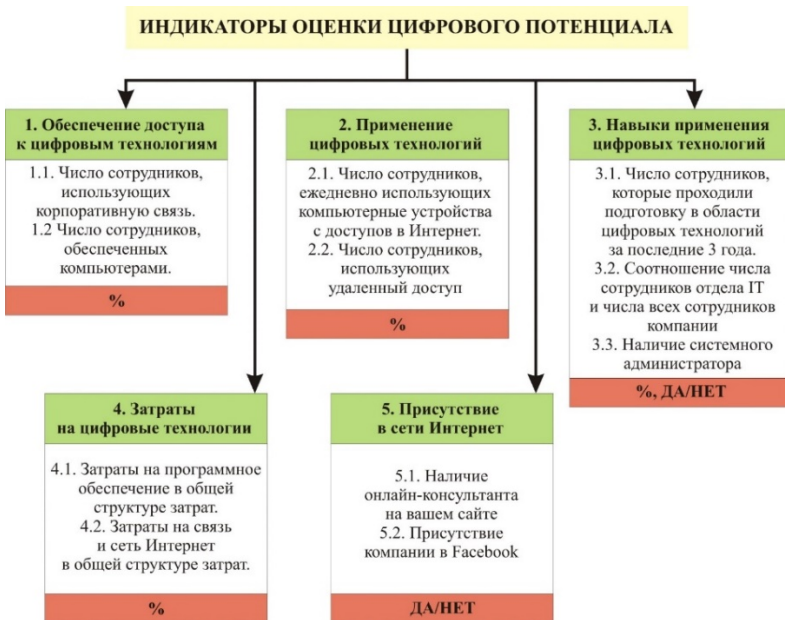 ИНДИКАТОРЫ ОЦЕНКИ ЦИФРОВОГО ПОТЕНЦИАЛА
1. Обеспечение доступа
к цифровым технологиям
1.1. Число сотрудников,
использующих
корпоративную связь.
1.2 Число сотрудников,
обеспеченных
компьютерами.
%
2. Применение
цифровых технологий
2.1. Число сотрудников,
ежедневно использующих
компьютерные устройства
с доступов в Интернет.
2.2. Число сотрудников,
использующих
удаленный доступ
%
3. Навыки применения
цифровых технологий
3.1. Число сотрудников,
которые проходили
подготовку в области
цифровых технологий
за последние 3 года.
3.2. Соотношение числа
сотрудников отдела IT
и числа всех сотрудников
компании
3.3. Наличие системного
администратора
%, ДА/НЕТ
4. Затраты
на цифровые технологии
4.1. Затраты на программное
обеспечение в общей
структуре затрат.
4.2. Затраты на связь
и сеть Интернет
в общей структуре затрат.
%
5. Присутствие
в сети Интернет
5.1. Наличие
онлайн-консультанта
на вашем сайте
5.2. Присутствие
компании в Facebook
ДА/НЕТ